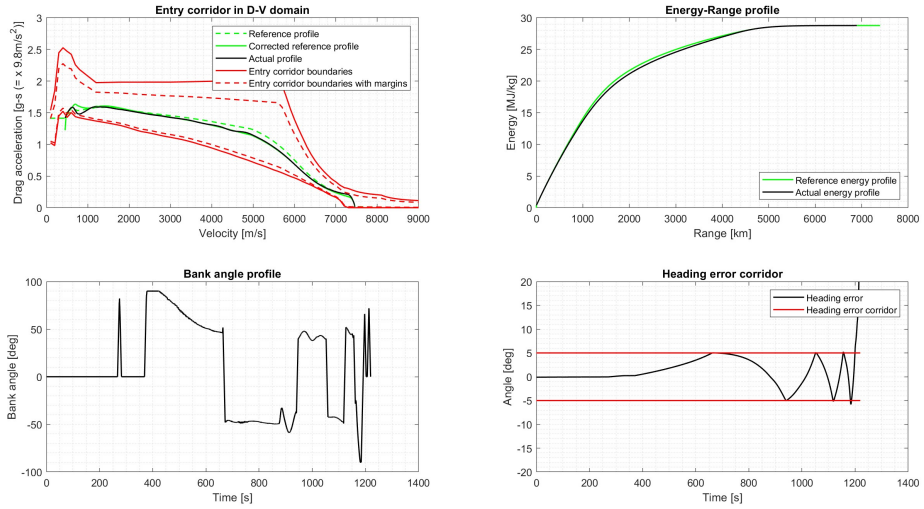 Entry corridor in D-V domain
3
2.5
2
1.5
1
0.5
0
Drag acceleration [g-s (= x 9.8m/s²)]
Reference profile
Corrected reference profile
Actual profile
Entry corridor boundaries
Entry corridor boundaries with margins
0 1000 2000 3000 4000 5000 6000 7000 8000 9000
Velocity [m/s]
Energy-Range profile
30
25
20
15
10
5
0
Energy [MJ/kg]
Reference energy profile
Actual energy profile
0 1000 2000 3000 4000 5000 6000 7000 8000
Range [km]
Bank angle profile
100
50
0
-50
-100
Bank angle [deg]
0 200 400 600 800 1000 1200 1400
Time [s]
Heading error corridor
20
15
10
5
0
-5
-10
-15
-20
Angle [deg]
Heading error
Heading error corridor
0 200 400 600 800 1000 1200 1400
Time [s]